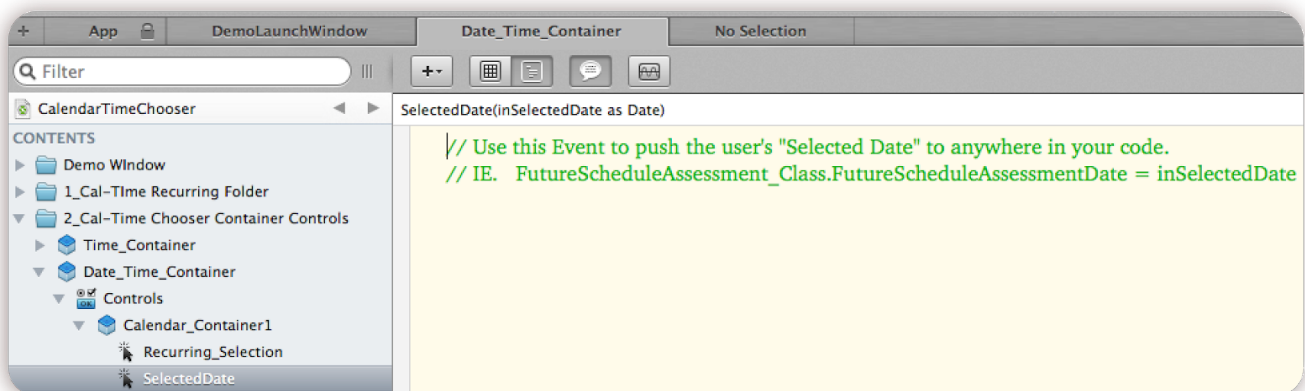 App
DemoLaunchWindow
Date_Time_Container
No Selection
Filter
CalendarTimeChooser
SelectedDate(inSelectedDate as Date)
CONTENTS
Demo WIndow
1_Cal-TIme Recurring Folder
2_Cal-Time Chooser Container Controls
Time_Container
Date_Time_Container
Controls
Calendar_Container1
Recurring_Selection
SelectedDate
// Use this Event to push the user's "Selected Date" to anywhere in your code.
// IE.   FutureScheduleAssessment_Class.FutureScheduleAssessmentDate = inSelectedDate